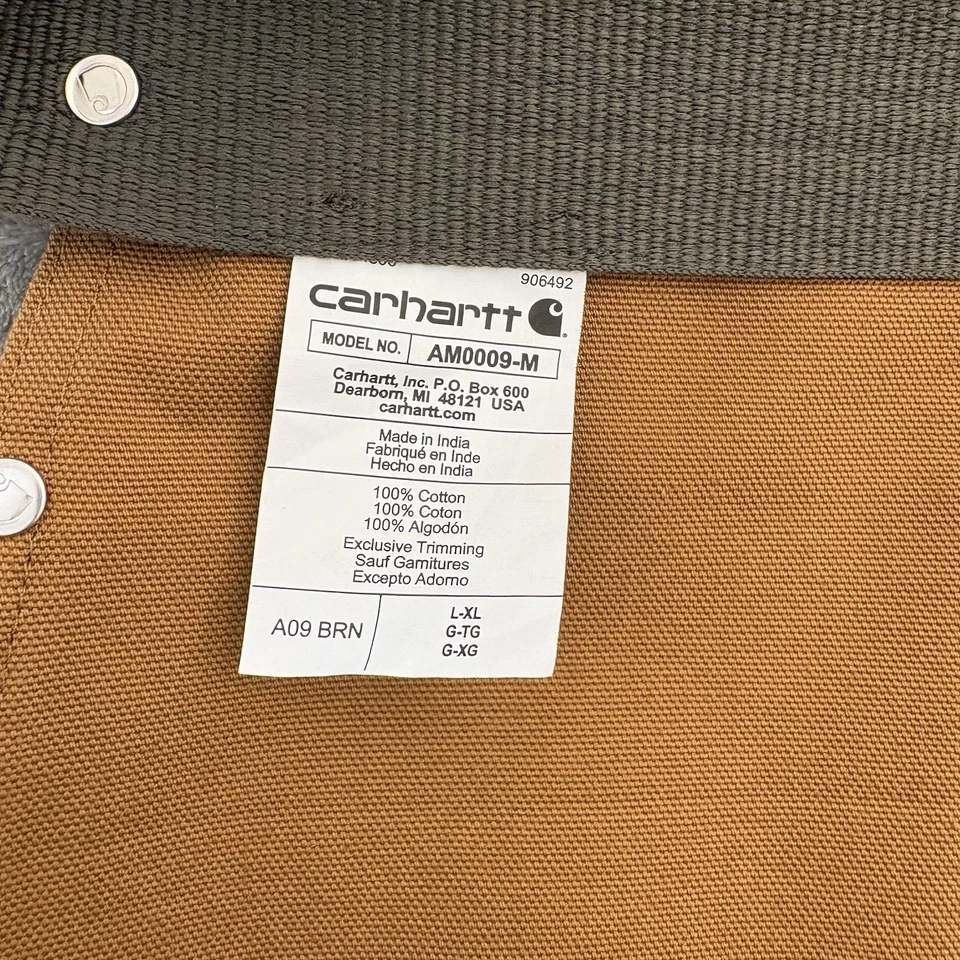 906492
carhartt
MODEL NO. AM0009-M
Carhartt, Inc. P.O. Box 600
Dearborn, MI 48121 USA
carhartt.com
Made in India
Fabriqué en Inde
Hecho en India
100% Cotton
100% Coton
100% Algodón
Exclusive Trimming
Sauf Garnitures
Excepto Adorno
A09 BRN
L-XL
G-TG
G-XG